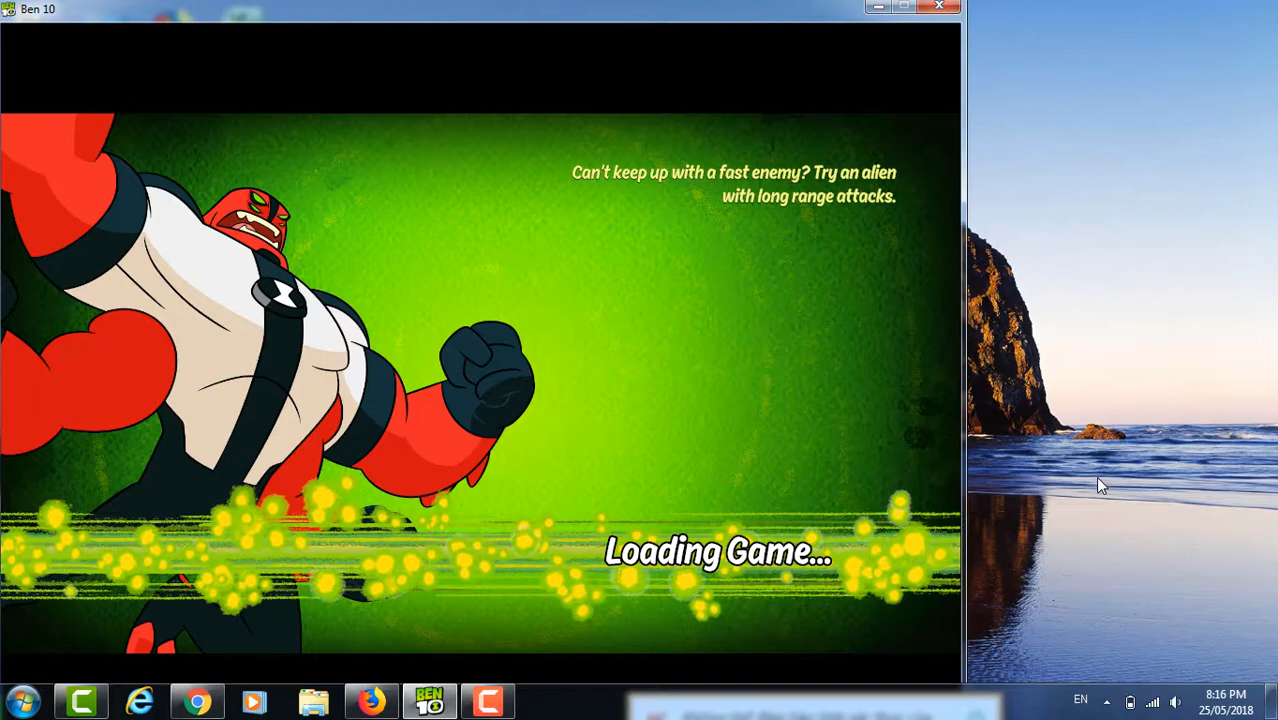 Ben 10
Can't keep up with a fast enemy? Try an alien
with long range attacks.
Loading Game...
BEN
10
EN
8:16 PM
25/05/2018